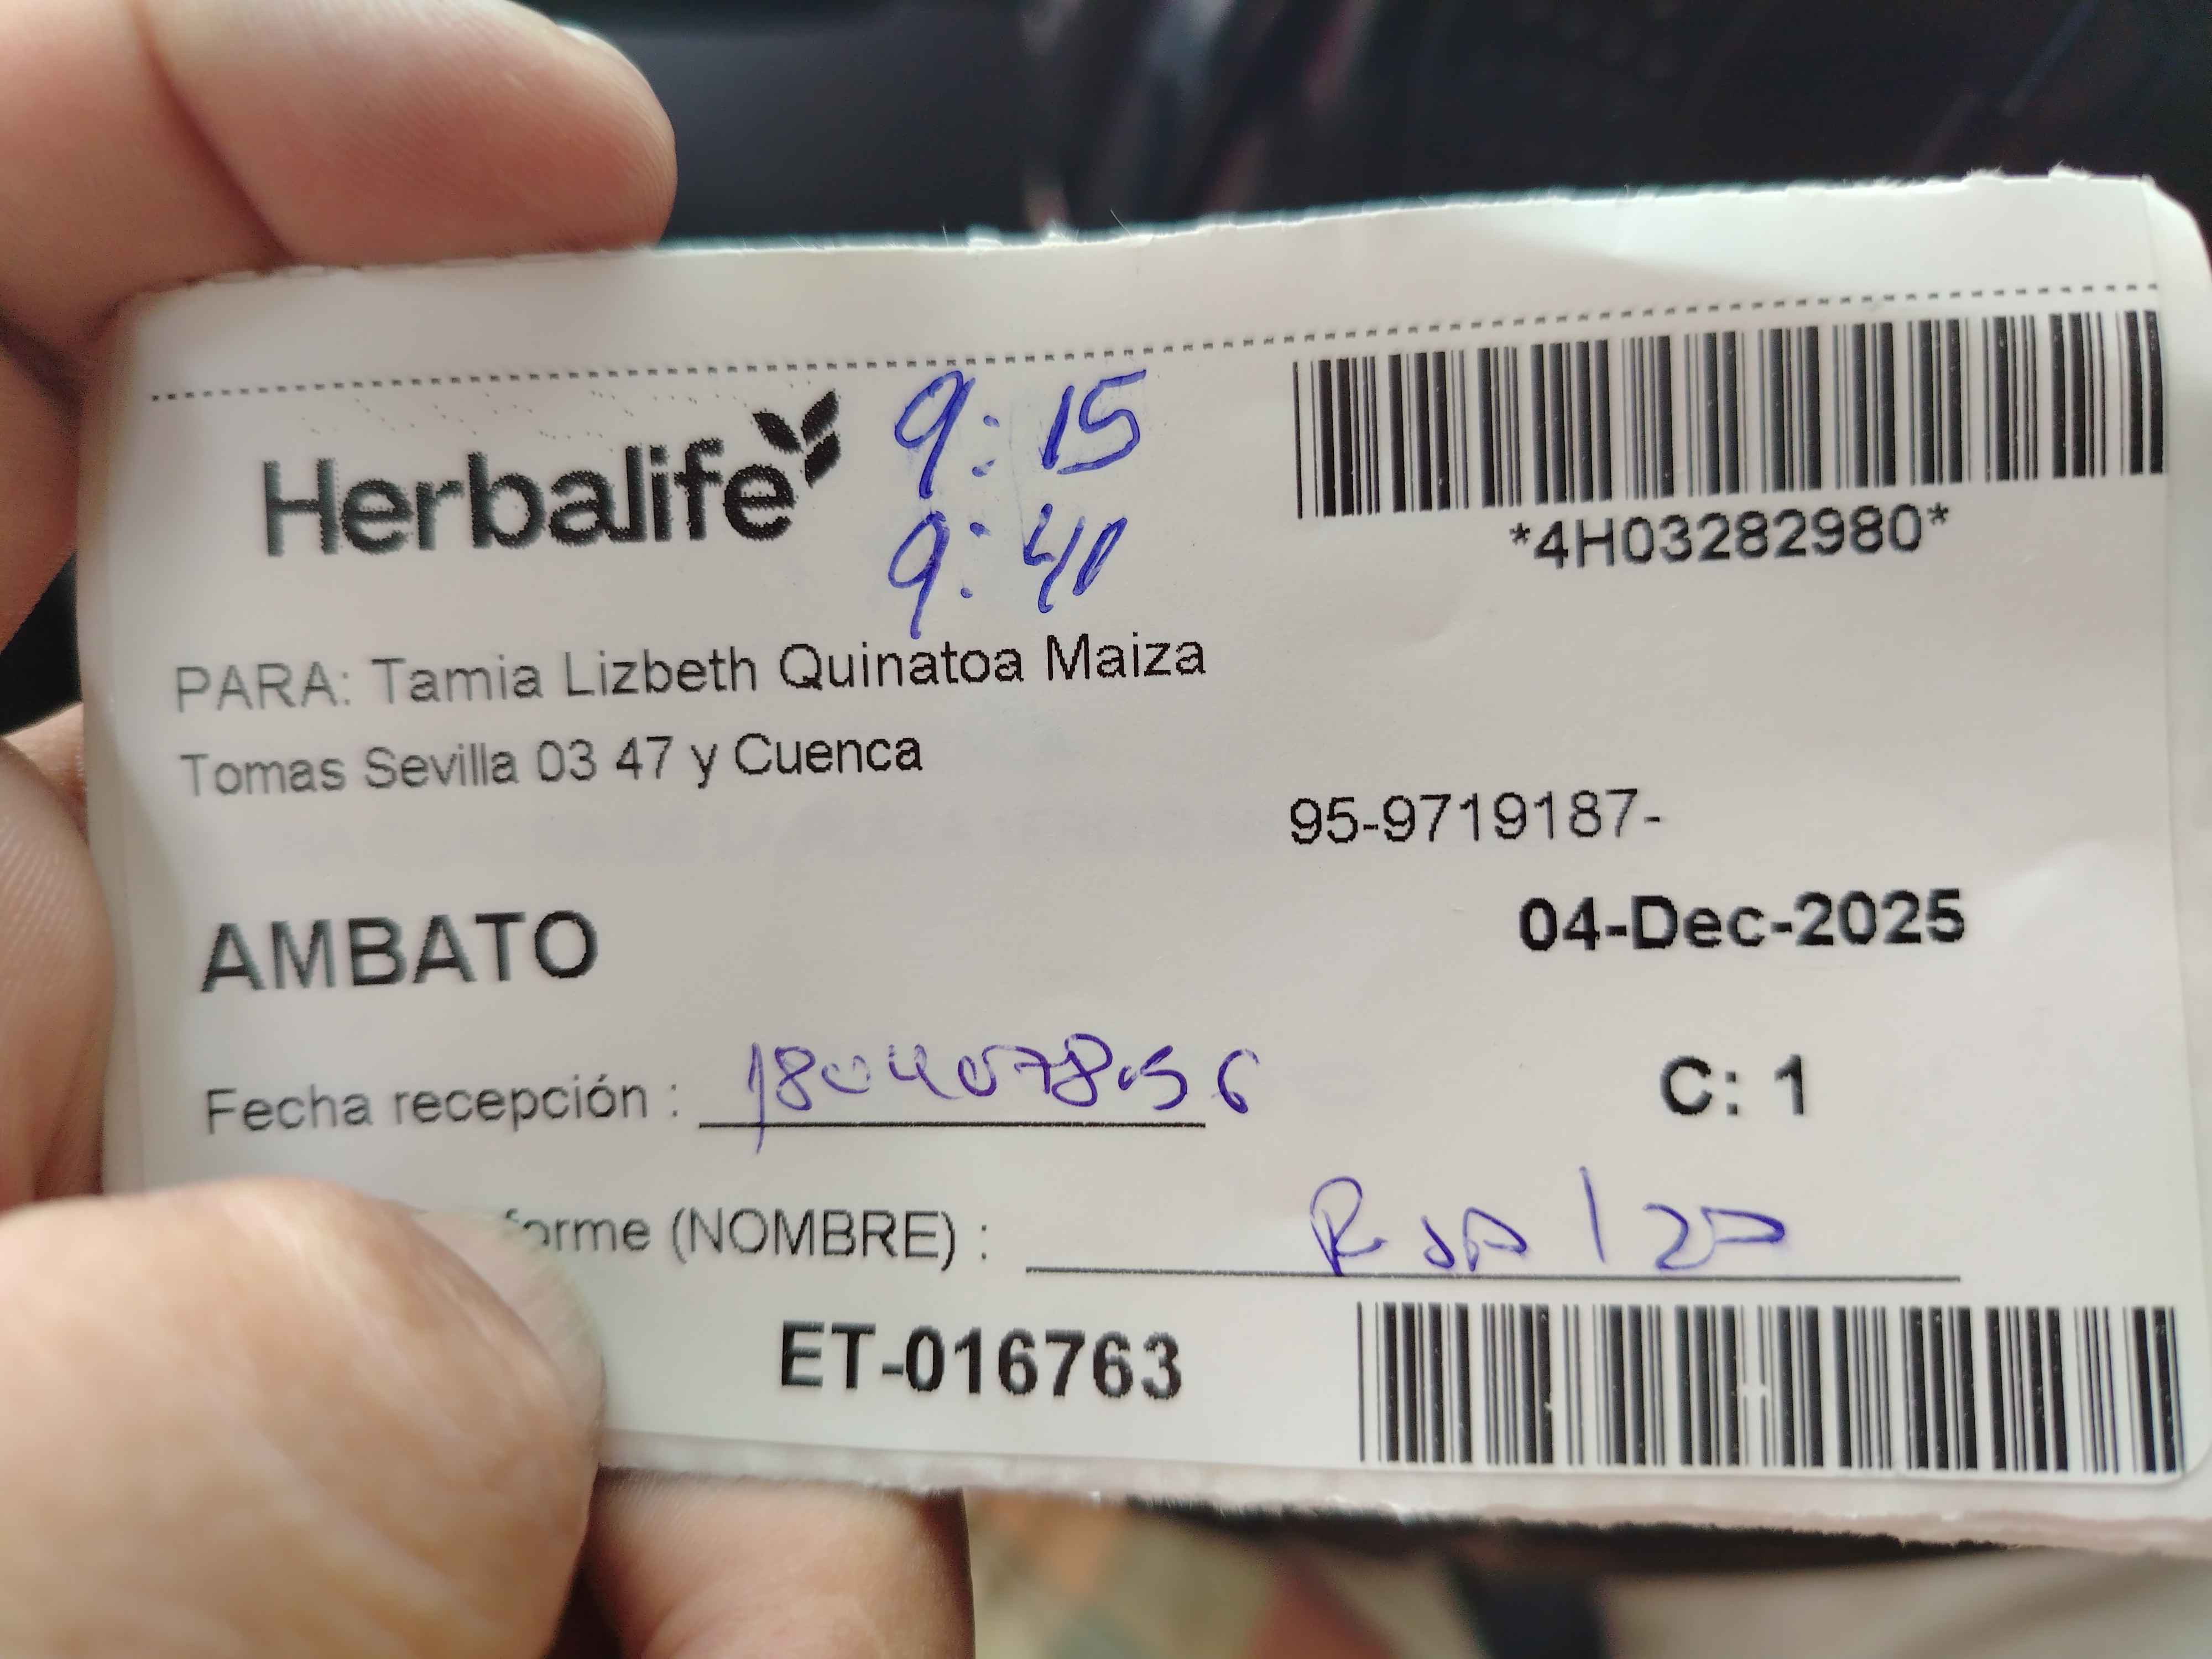 Herbalife
9:15
9:40
*4H03282980*
PARA: Tamia Lizbeth Quinatoa Maiza
Tomas Sevilla 03 47 y Cuenca
95-9719187-
AMBATO
04-Dec-2025
Fecha recepción : 1804078056
C: 1
forme (NOMBRE) :
ET-016763